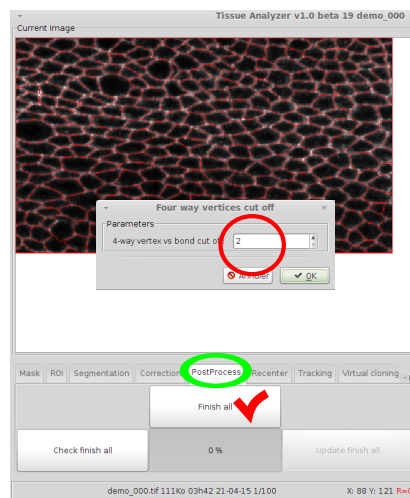 Tissue Analyzer v1.0 beta 19 demo_000
Current Image
Four way vertices cut off
Parameters
4-way vertex vs bond cut of 2
Annuler OK
Mask ROI Segmentation Correction PostProcess Recenter Tracking Virtual cloning
Finish all
Check finish all 0 % Update finish all
demo_000.tif 111Ko 03h42 21-04-15 1/100 X: 88 Y: 121 R=